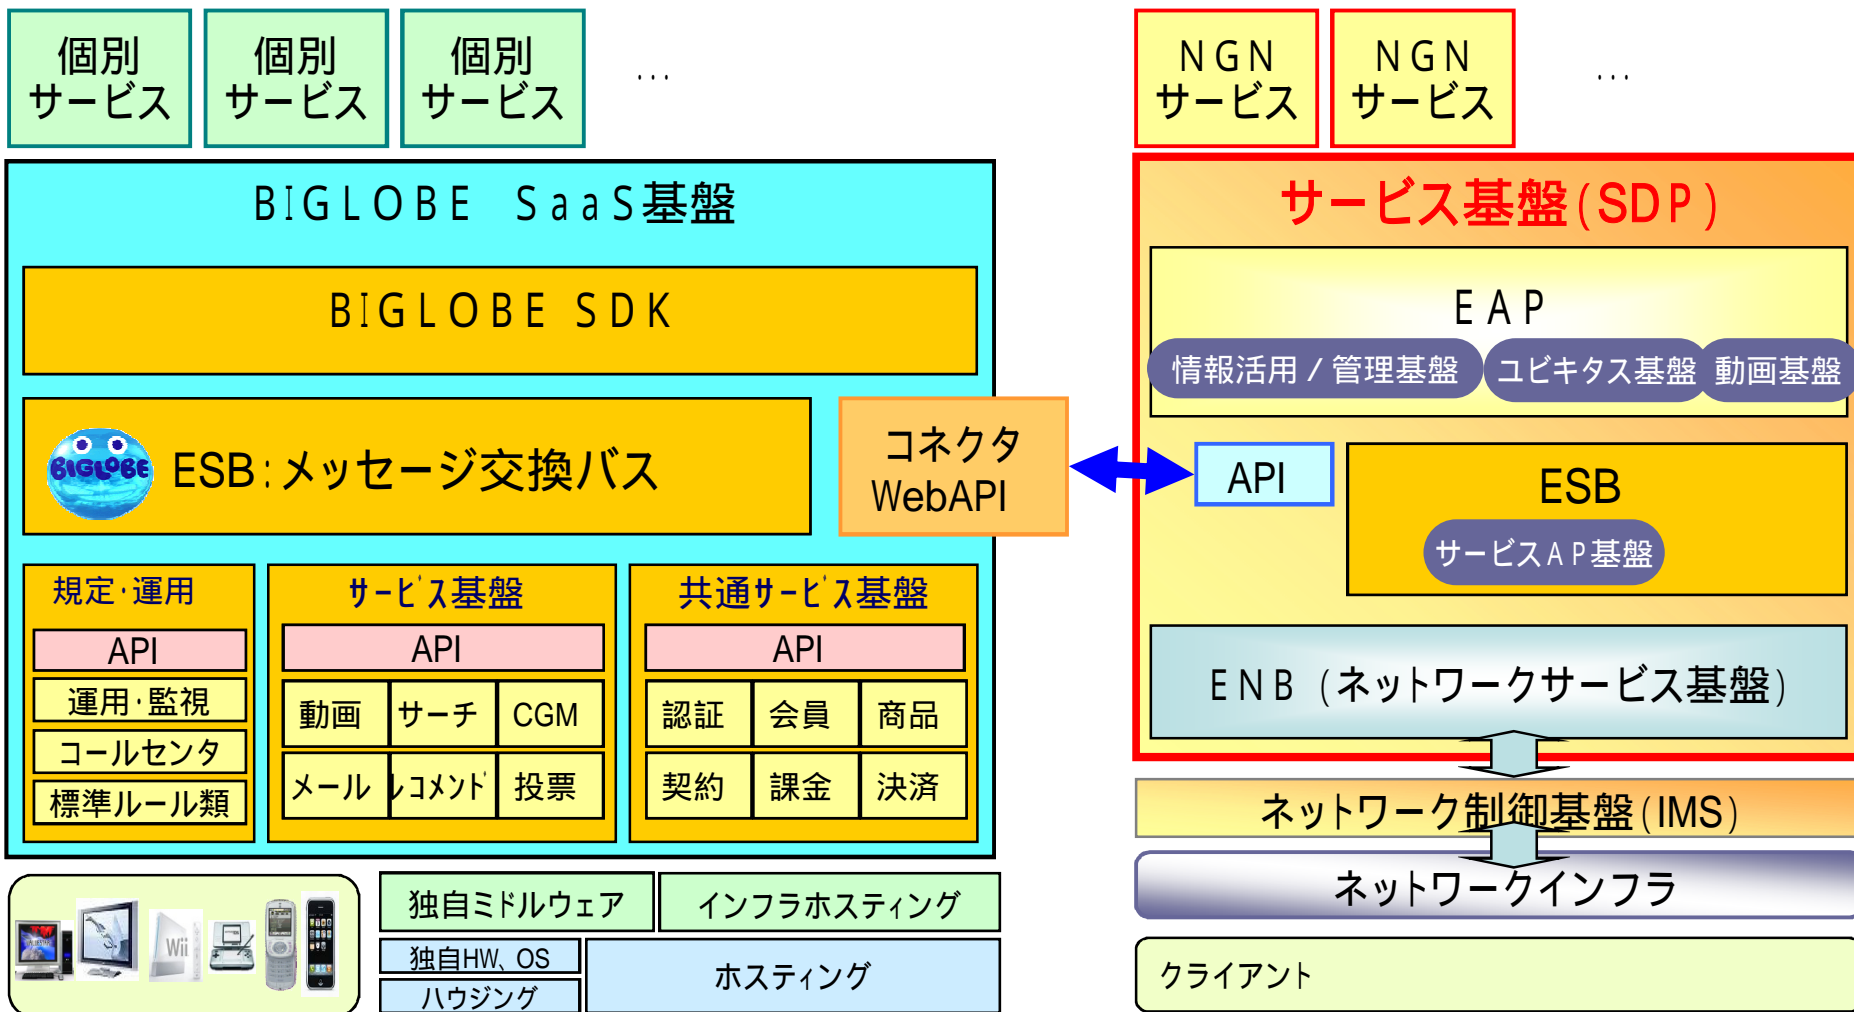 個別
サービス
個別
サービス
個別
サービス
…
BIGLOBE SaaS基盤
BIGLOBE SDK
BIGLOBE
ESB:メッセージ交換バス
コネクタ
WebAPI
規定・運用
API
運用・監視
コールセンタ
標準ルール類
ｻｰﾋﾞｽ基盤
API
動画 サーチ CGM
メール ﾚｺﾒﾝﾄﾞ 投票
共通ｻｰﾋﾞｽ基盤
API
認証 会員 商品
契約 課金 決済
Wii
独自ミドルウェア
インフラホスティング
独自HW、OS
ハウジング
ホスティング
NGN
サービス
NGN
サービス
…
サービス基盤(SDP)
EAP
情報活用/管理基盤
ユビキタス基盤
動画基盤
API
ESB
サービスAP基盤
ENB(ネットワークサービス基盤)
ネットワーク制御基盤(IMS)
ネットワークインフラ
クライアント